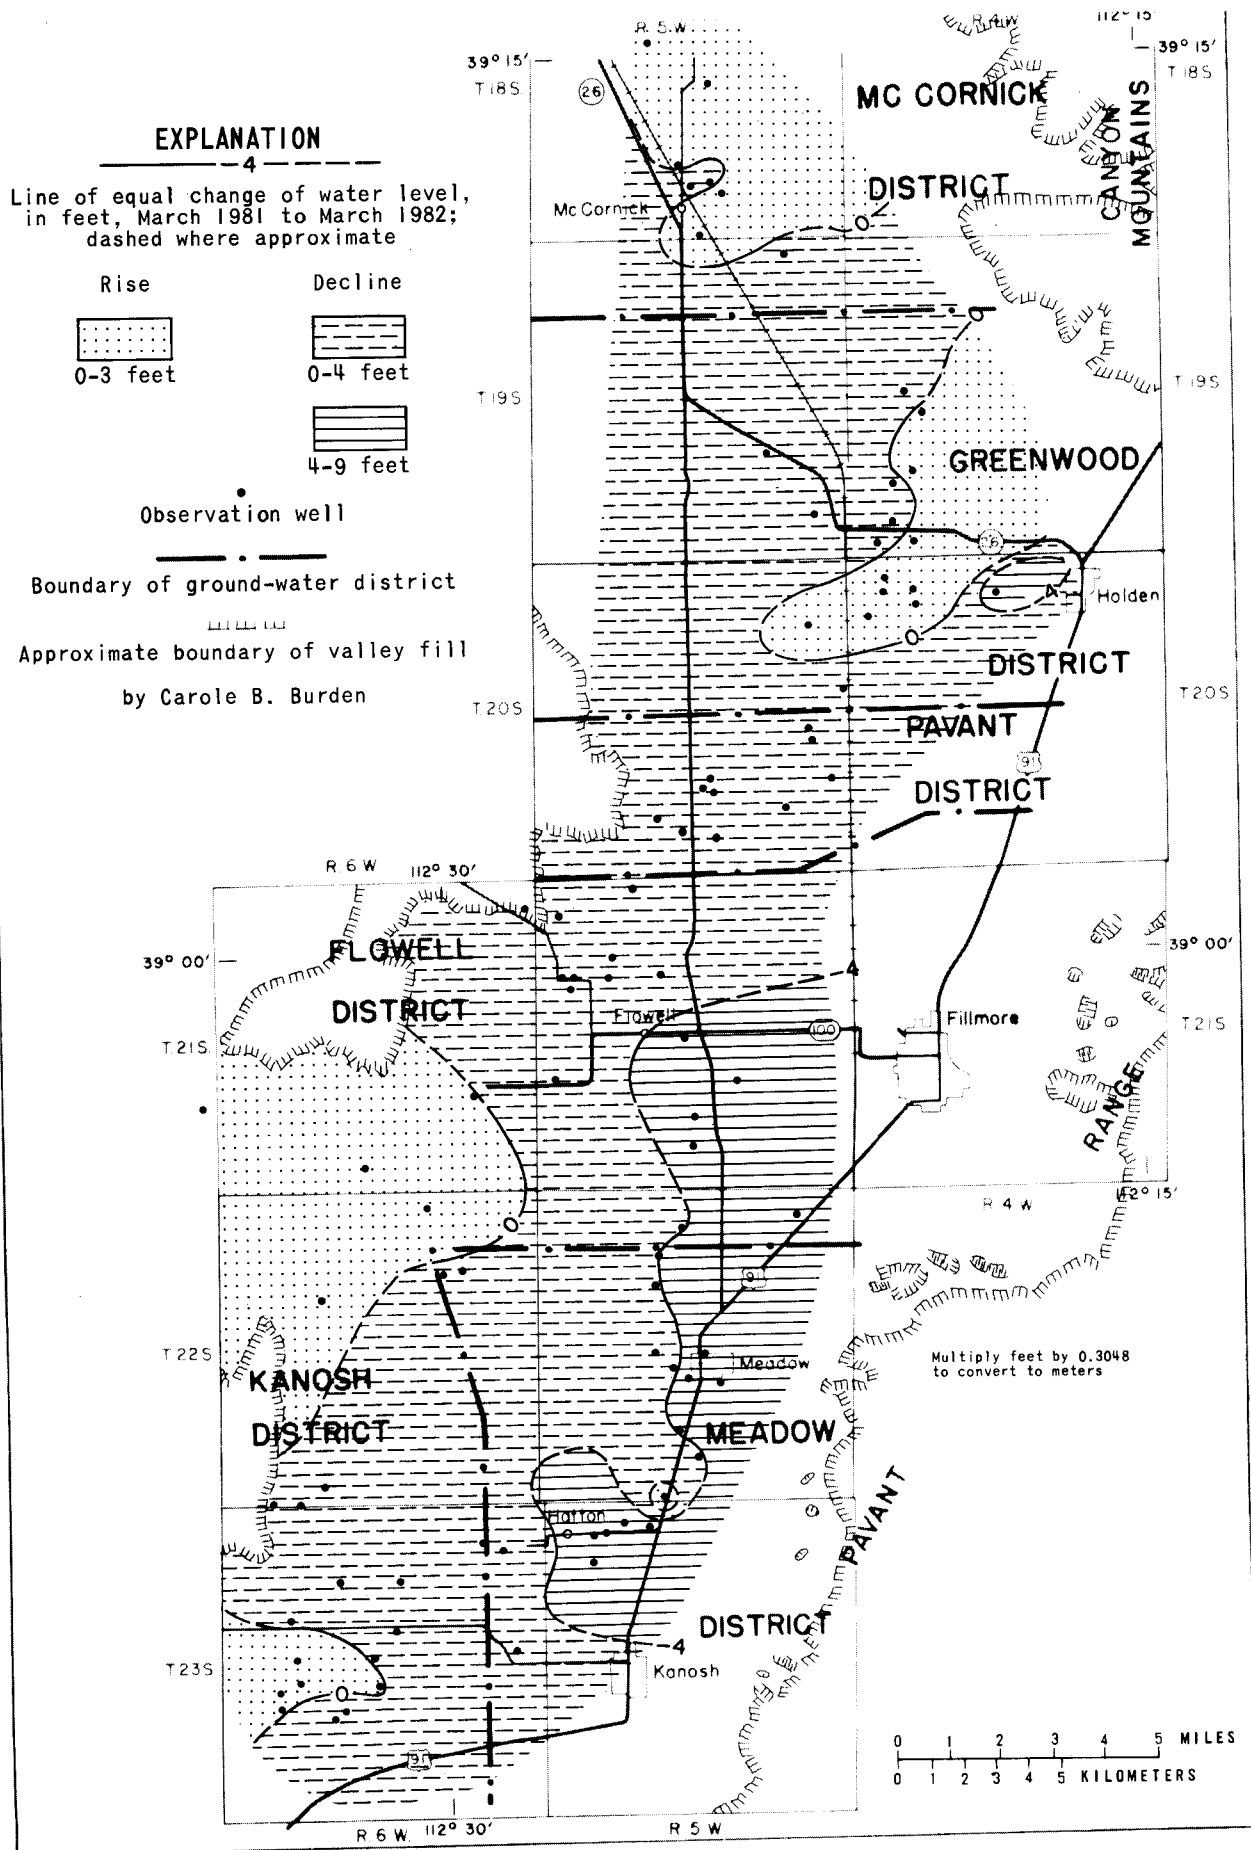 R. 5 W.
R. 4 W
112° 15'
39° 15'
39° 15'
T 18 S.
T 18 S
26
MC CORNICK
CANYON
MOUNTAINS
EXPLANATION
4
Line of equal change of water level,
in feet, March 1981 to March 1982;
dashed where approximate
DISTRICT
Mc Cornick
0
Rise
Decline
0-3 feet
0-4 feet
4-9 feet
0
T 19 S
T 19 S
GREENWOOD
Observation well
Boundary of ground-water district
26
4
Holden
0
Approximate boundary of valley fill
by Carole B. Burden
DISTRICT
T. 20 S
T. 20 S
PAVANT
91
DISTRICT
R. 6 W
112° 30'
FLOWELL
39° 00'
39° 00'
4
DISTRICT
Flowell
100
Fillmore
T. 21 S.
T 21 S
RANGE
R 4 W
112° 15'
0
91
T 22 S
Meadow
Multiply feet by 0.3048
to convert to meters
KANOSH
DISTRICT
MEADOW
PAVANT
Hatton
DISTRICT
4
T 23 S
Kanosh
0
91
0 1 2 3 4 5 MILES
0 1 2 3 4 5 KILOMETERS
R 6 W.
112° 30'
R 5 W